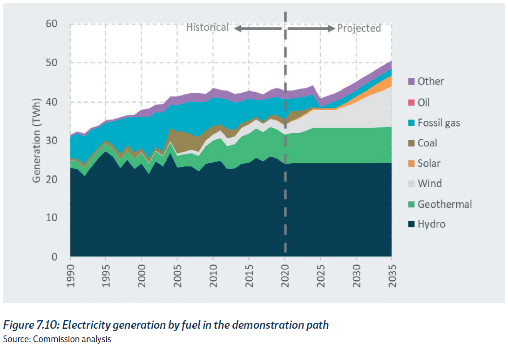 Historical
Projected
60
50
40
30
20
10
0
Generation (TWh)
1990
1995
2000
2005
2010
2015
2020
2025
2030
2035
Other
Oil
Fossil gas
Coal
Solar
Wind
Geothermal
Hydro
Figure 7.10: Electricity generation by fuel in the demonstration path
Source: Commission analysis